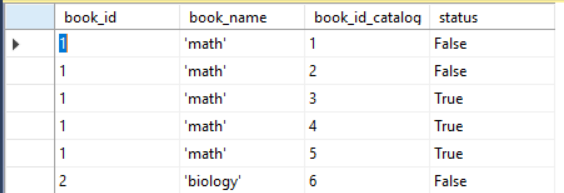 book_id book_name book_id_catalog status
1 'math' 1 False
1 'math' 2 False
1 'math' 3 True
1 'math' 4 True
1 'math' 5 True
2 'biology' 6 False